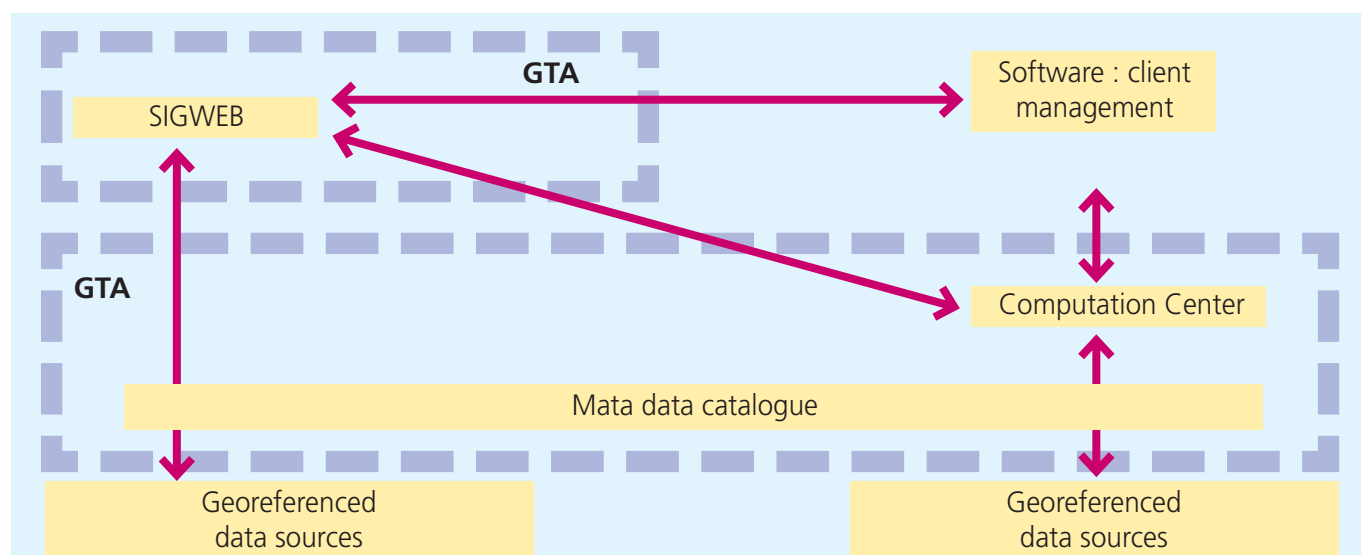 GTA
SIGWEB
Software : client
management
GTA
Computation Center
Mata data catalogue
Georeferenced
data sources
Georeferenced
data sources